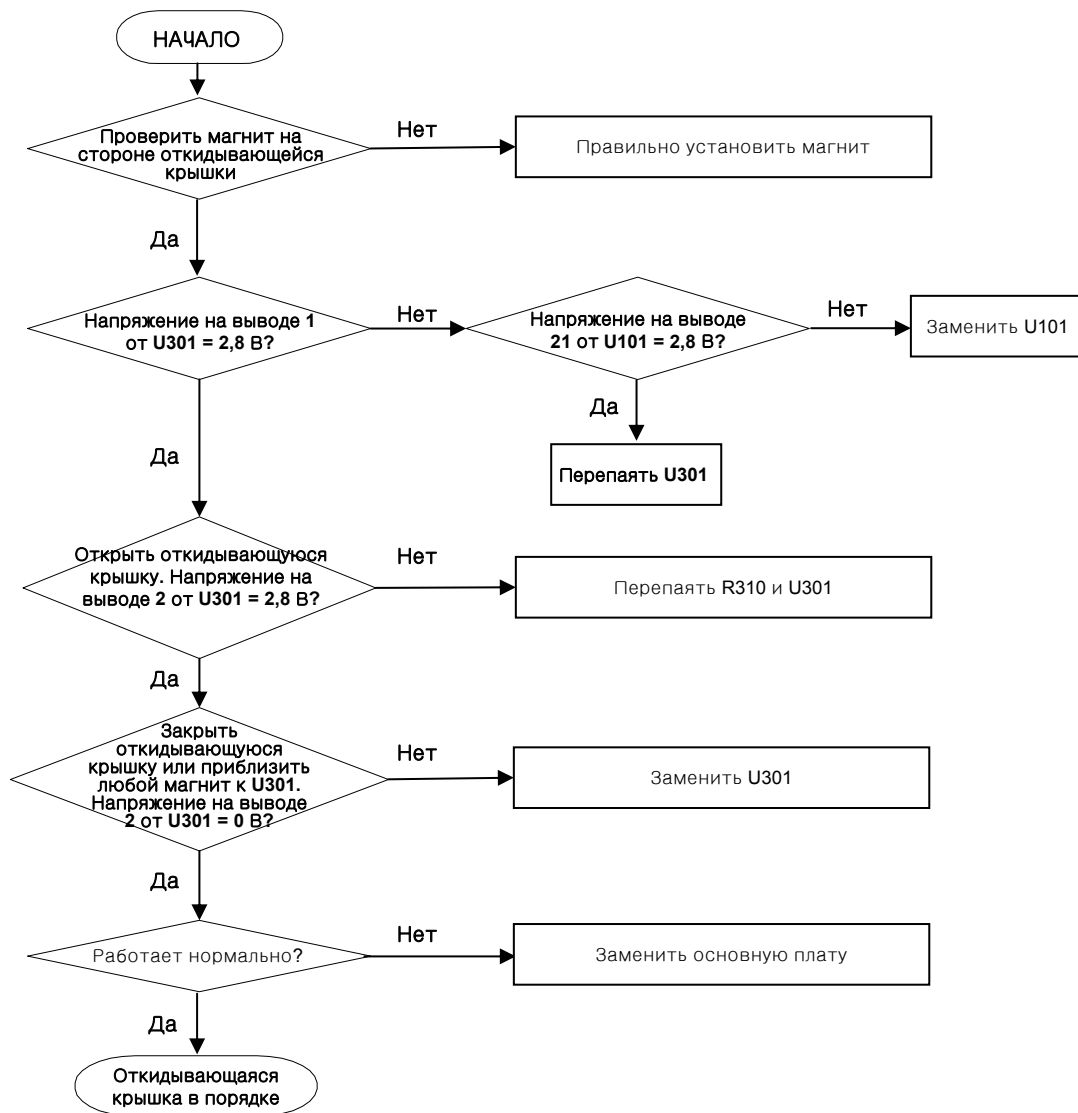 НАЧАЛО
Проверить магнит на
стороне откидывающейся
крышки
Нет
Правильно установить магнит
Да
Напряжение на выводе 1
от U301 = 2,8 В?
Нет
Напряжение на выводе
21 от U101 = 2,8 В?
Нет
Заменить U101
Да
Перепаять U301
Да
Открыть откидывающуюся
крышку. Напряжение на
выводе 2 от U301 = 2,8 В?
Нет
Перепаять R310 и U301
Да
Закрыть
откидывающуюся
крышку или приблизить
любой магнит к U301.
Напряжение на выводе
2 от U301 = 0 В?
Нет
Заменить U301
Да
Работает нормально?
Нет
Заменить основную плату
Да
Откидывающаяся
крышка в порядке